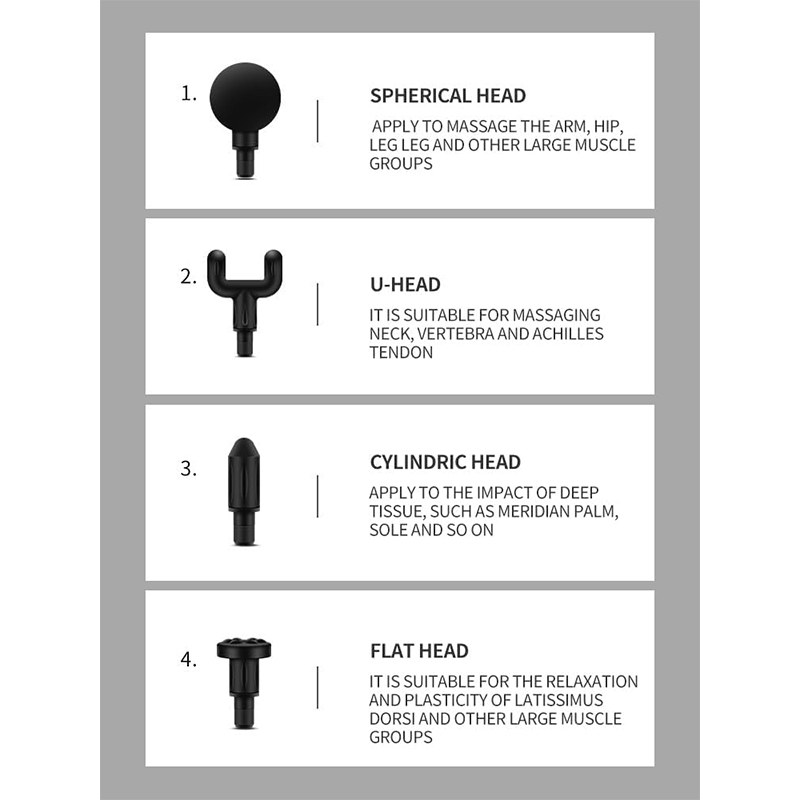 1.
SPHERICAL HEAD
APPLY TO MASSAGE THE ARM, HIP,
LEG LEG AND OTHER LARGE MUSCLE
GROUPS
2.
U-HEAD
IT IS SUITABLE FOR MASSAGING
NECK, VERTEBRA AND ACHILLES
TENDON
3.
CYLINDRIC HEAD
APPLY TO THE IMPACT OF DEEP
TISSUE, SUCH AS MERIDIAN PALM,
SOLE AND SO ON
4.
FLAT HEAD
IT IS SUITABLE FOR THE RELAXATION
AND PLASTICITY OF LATISSIMUS
DORSI AND OTHER LARGE MUSCLE
GROUPS